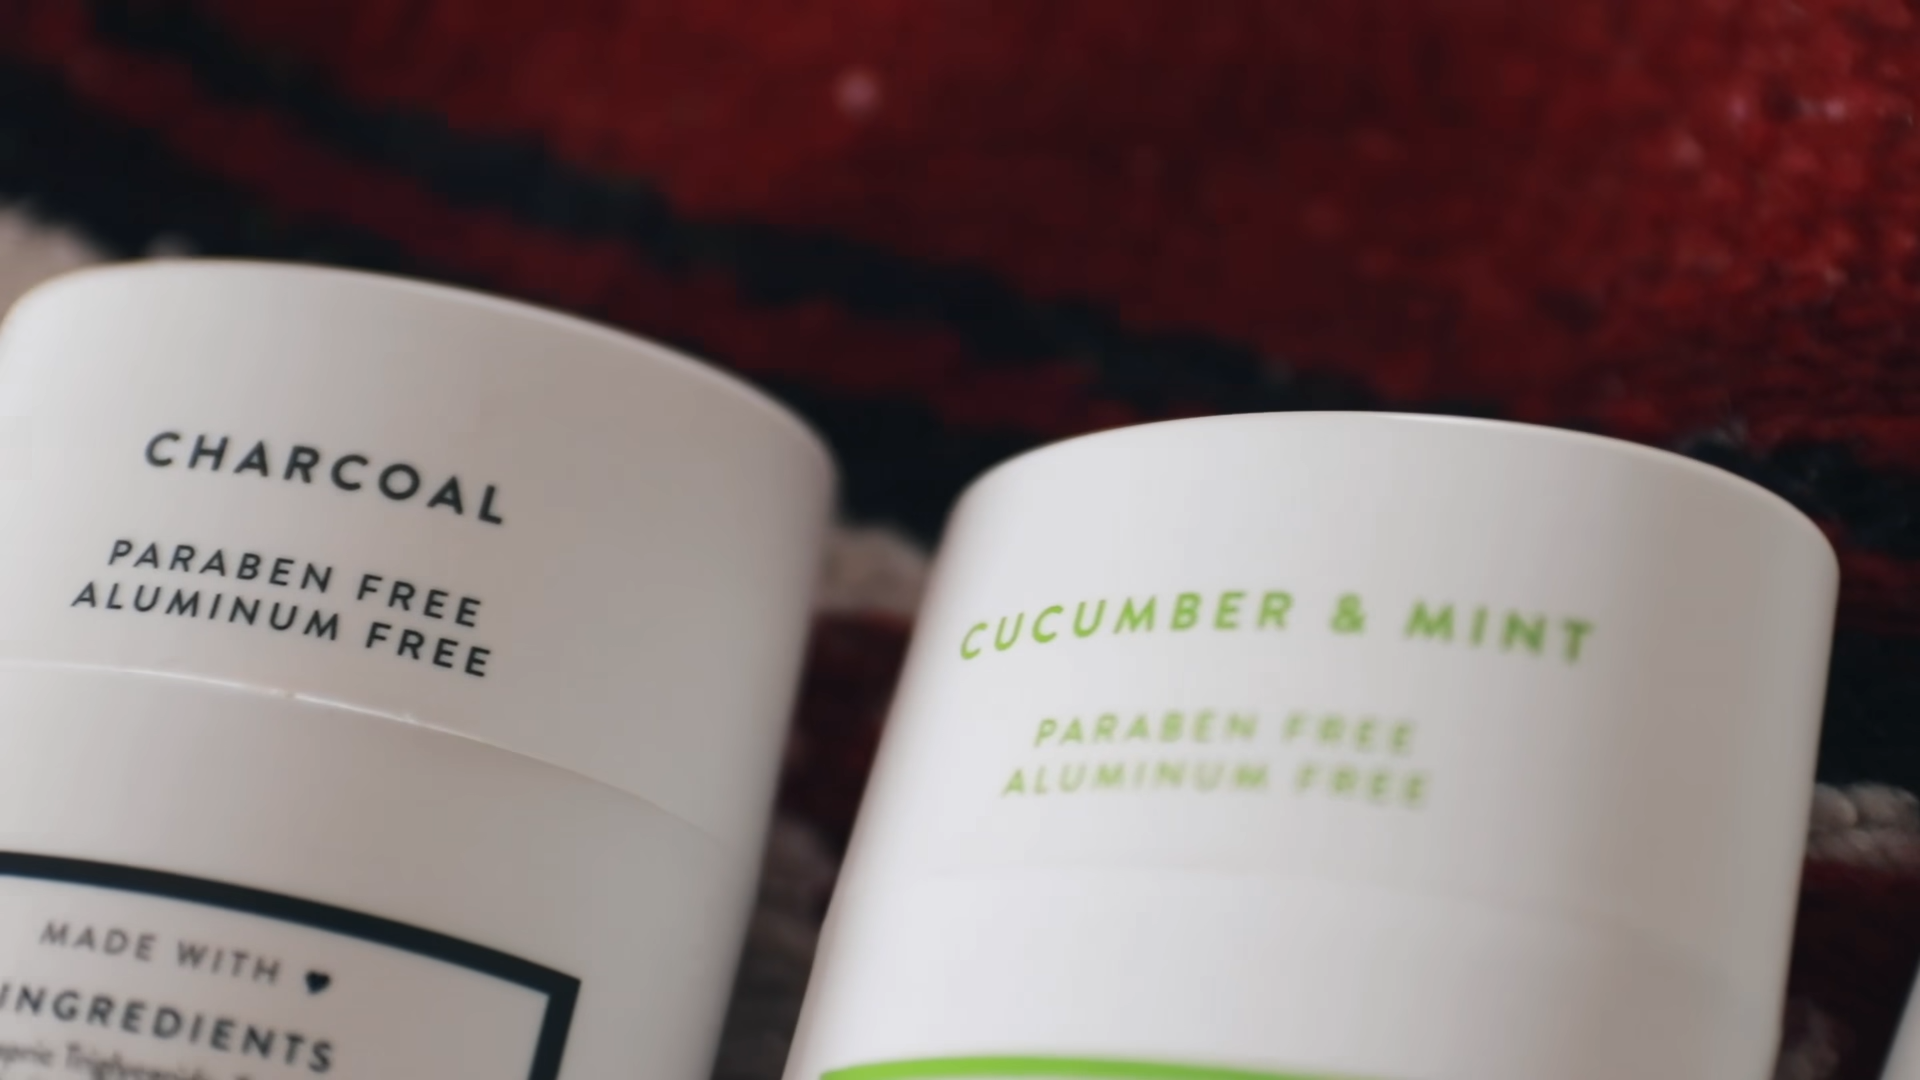 CHARCOAL
PARABEN FREE
ALUMINUM FREE
MADE WITH ♥
INGREDIENTS
CUCUMBER & MINT
PARABEN FREE
ALUMINUM FREE